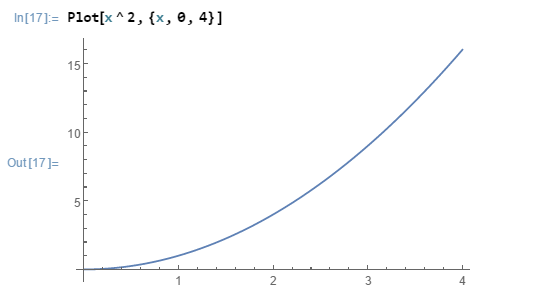 In[17]:= Plot[x^2, {x, 0, 4}]
15
10
Out[17]=
5
1 2 3 4